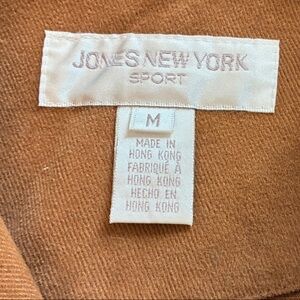 JONES NEW YORK
SPORT
M
MADE IN
HONG KONG
FABRIQUÉ À
HONG KONG
HECHO EN
HONG KONG